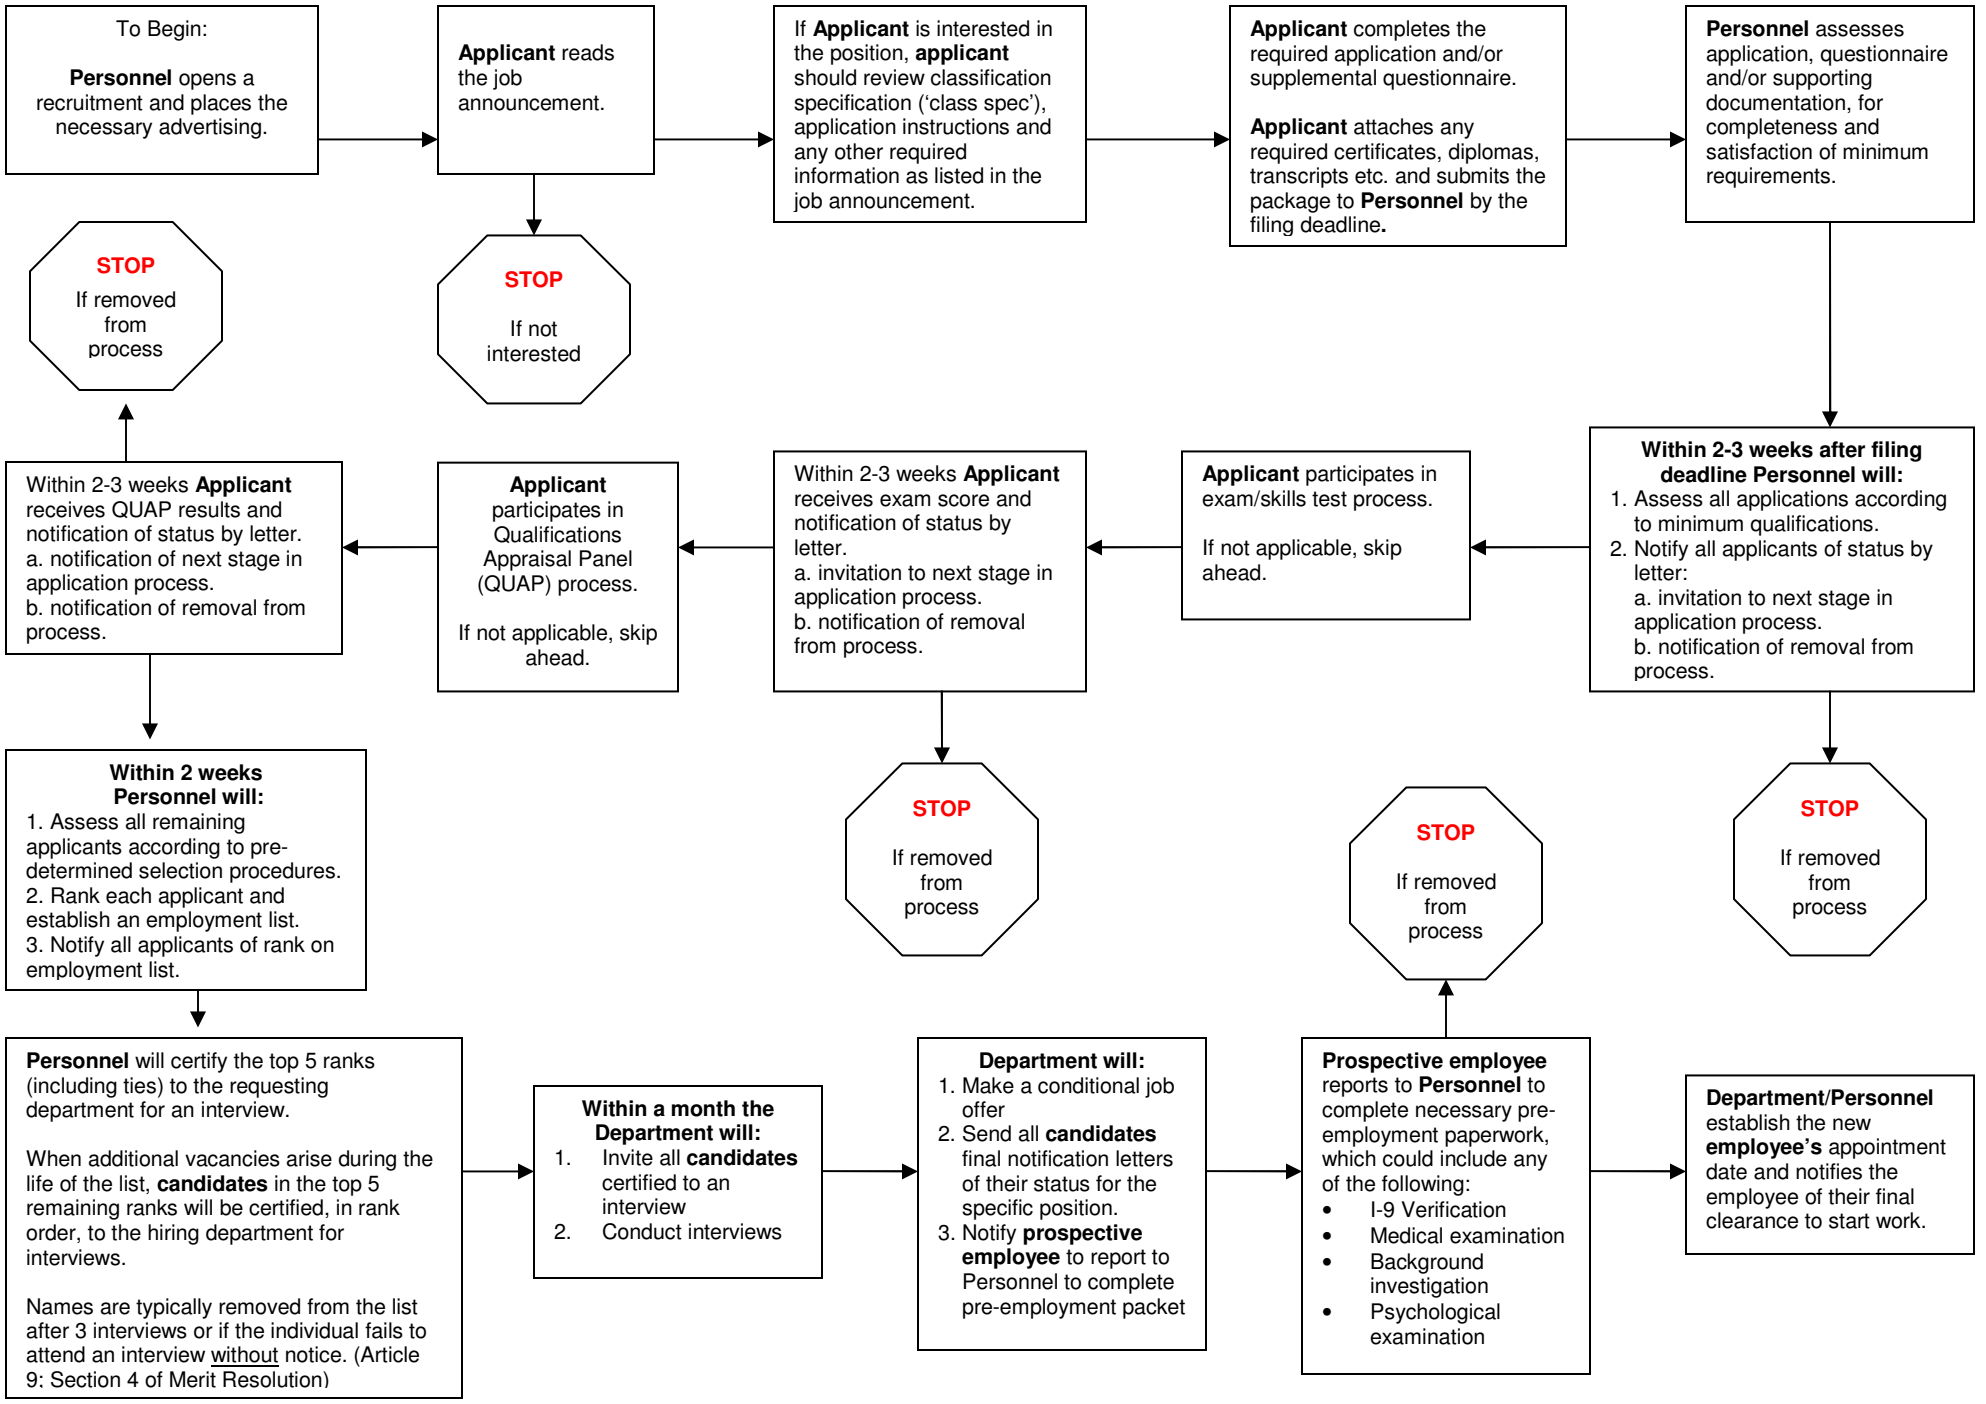 To Begin:
Personnel opens a
recruitment and places the
necessary advertising.
Applicant reads
the job
announcement.
If Applicant is interested in
the position, applicant
should review classification
specification (‘class spec’),
application instructions and
any other required
information as listed in the
job announcement.
Applicant completes the
required application and/or
supplemental questionnaire.
Applicant attaches any
required certificates, diplomas,
transcripts etc. and submits the
package to Personnel by the
filing deadline.
Personnel assesses
application, questionnaire
and/or supporting
documentation, for
completeness and
satisfaction of minimum
requirements.
STOP
If removed
from
process
STOP
If not
interested
Within 2-3 weeks after filing
deadline Personnel will:
1. Assess all applications according
to minimum qualifications.
2. Notify all applicants of status by
letter:
a. invitation to next stage in
application process.
b. notification of removal from
process.
Applicant participates in
exam/skills test process.
If not applicable, skip
ahead.
Within 2-3 weeks Applicant
receives exam score and
notification of status by
letter.
a. invitation to next stage in
application process.
b. notification of removal
from process.
Applicant
participates in
Qualifications
Appraisal Panel
(QUAP) process.
If not applicable, skip
ahead.
Within 2-3 weeks Applicant
receives QUAP results and
notification of status by letter.
a. notification of next stage in
application process.
b. notification of removal from
process.
Within 2 weeks
Personnel will:
1. Assess all remaining
applicants according to pre-
determined selection procedures.
2. Rank each applicant and
establish an employment list.
3. Notify all applicants of rank on
employment list.
STOP
If removed
from
process
STOP
If removed
from
process
STOP
If removed
from
process
Personnel will certify the top 5 ranks
(including ties) to the requesting
department for an interview.
When additional vacancies arise during the
life of the list, candidates in the top 5
remaining ranks will be certified, in rank
order, to the hiring department for
interviews.
Names are typically removed from the list
after 3 interviews or if the individual fails to
attend an interview without notice. (Article
9: Section 4 of Merit Resolution)
Within a month the
Department will:
1. Invite all candidates
certified to an
interview
2. Conduct interviews
Department will:
1. Make a conditional job
offer
2. Send all candidates
final notification letters
of their status for the
specific position.
3. Notify prospective
employee to report to
Personnel to complete
pre-employment packet
Prospective employee
reports to Personnel to
complete necessary pre-
employment paperwork,
which could include any
of the following:
• I-9 Verification
• Medical examination
• Background
investigation
• Psychological
examination
Department/Personnel
establish the new
employee’s appointment
date and notifies the
employee of their final
clearance to start work.